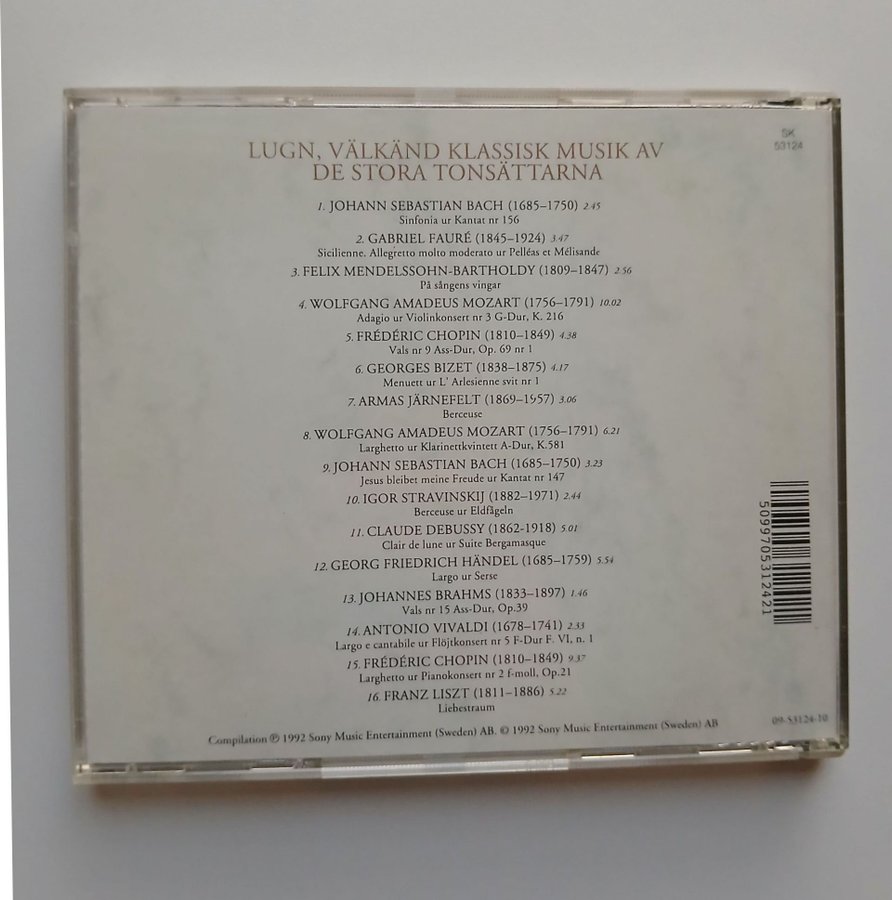 LUGN, VÄLKÄND KLASSISK MUSIK AV
DE STORA TONSÄTTARNA
SK
53124
1. JOHANN SEBASTIAN BACH (1685–1750) 2.45
Sinfonia ur Kantat nr 156
2. GABRIEL FAURÉ (1845–1924) 3.47
Sicilienne. Allegretto molto moderato ur Pelléas et Mélisande
3. FELIX MENDELSSOHN-BARTHOLDY (1809–1847) 2.56
På sångens vingar
4. WOLFGANG AMADEUS MOZART (1756–1791) 10.02
Adagio ur Violinkonsert nr 3 G-Dur, K. 216
5. FRÉDÉRIC CHOPIN (1810–1849) 4.38
Vals nr 9 Ass-Dur, Op. 69 nr 1
6. GEORGES BIZET (1838–1875) 4.17
Menuett ur L' Arlesienne svit nr 1
7. ARMAS JÄRNEFELT (1869–1957) 3.06
Berceuse
8. WOLFGANG AMADEUS MOZART (1756–1791) 6.21
Larghetto ur Klarinettkvintett A-Dur, K.581
9. JOHANN SEBASTIAN BACH (1685–1750) 3.23
Jesus bleibet meine Freude ur Kantat nr 147
10. IGOR STRAVINSKIJ (1882–1971) 2.44
Berceuse ur Eldfågeln
11. CLAUDE DEBUSSY (1862-1918) 5.01
Clair de lune ur Suite Bergamasque
12. GEORG FRIEDRICH HÄNDEL (1685–1759) 5.54
Largo ur Serse
13. JOHANNES BRAHMS (1833–1897) 1.46
Vals nr 15 Ass-Dur, Op.39
14. ANTONIO VIVALDI (1678–1741) 2.33
Largo e cantabile ur Flöjtkonsert nr 5 F-Dur F. VI, n. 1
15. FRÉDÉRIC CHOPIN (1810–1849) 9.37
Larghetto ur Pianokonsert nr 2 f-moll, Op.21
16. FRANZ LISZT (1811–1886) 5.22
Liebestraum
5099705312421
Compilation ℗ 1992 Sony Music Entertainment (Sweden) AB. © 1992 Sony Music Entertainment (Sweden) AB
09-53124-10